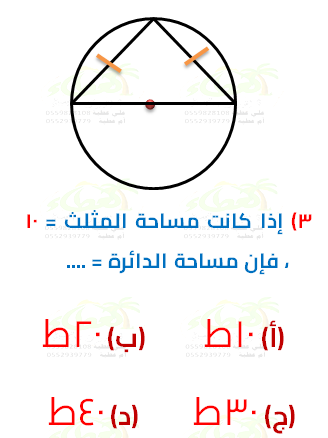 ٣) إذا كانت مساحة المثلث = ١٠
، فإن مساحة الدائرة = ....
(أ) ١٠ط (ب) ٢٠ط
(ج) ٣٠ط (د) ٤٠ط